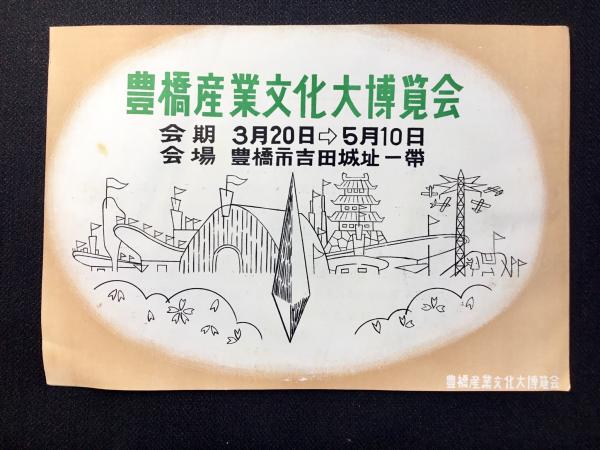 豊橋産業文化大博覧会
会期 3月20日⇨5月10日
会場 豊橋市吉田城址一帯
豊橋産業文化大博覧会